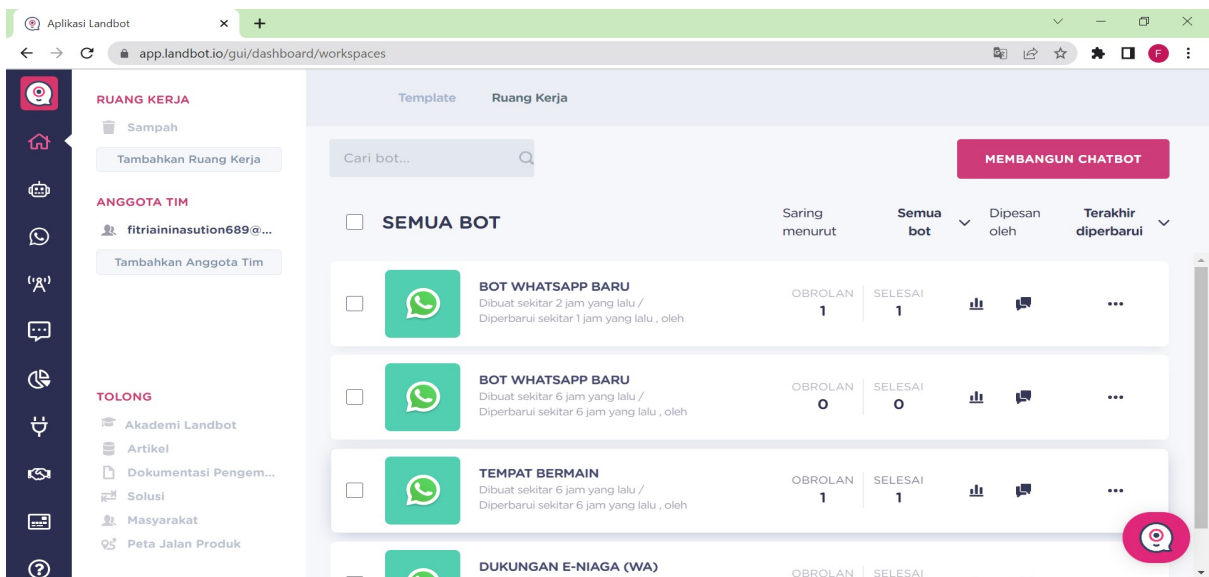 Aplikasi Landbot
app.landbot.io/gui/dashboard/workspaces
F
RUANG KERJA
Sampah
Tambahkan Ruang Kerja
ANGGOTA TIM
fitriaininasution689@...
Tambahkan Anggota Tim
TOLONG
Akademi Landbot
Artikel
Dokumentasi Pengem...
Solusi
Masyarakat
Peta Jalan Produk
Template Ruang Kerja
Cari bot...
MEMBANGUN CHATBOT
SEMUA BOT
Saring menurut
Semua bot
Dipesan oleh
Terakhir diperbarui
BOT WHATSAPP BARU
Dibuat sekitar 2 jam yang lalu /
Diperbarui sekitar 1 jam yang lalu , oleh
OBROLAN SELESAI
1 1
BOT WHATSAPP BARU
Dibuat sekitar 6 jam yang lalu /
Diperbarui sekitar 6 jam yang lalu , oleh
OBROLAN SELESAI
0 0
TEMPAT BERMAIN
Dibuat sekitar 6 jam yang lalu /
Diperbarui sekitar 6 jam yang lalu , oleh
OBROLAN SELESAI
1 1
DUKUNGAN E-NIAGA (WA)
OBROLAN SELESAI